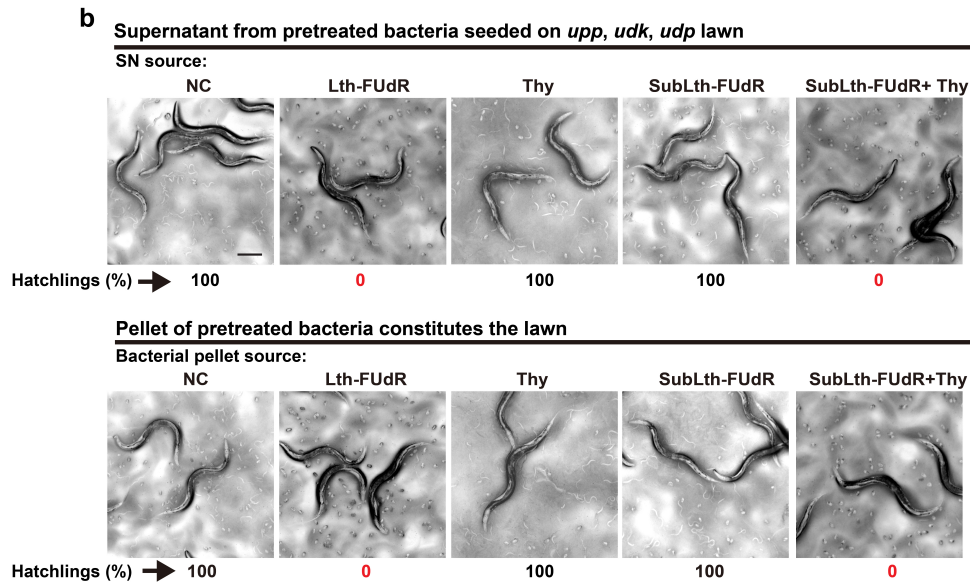 b
Supernatant from pretreated bacteria seeded on upp, udk, udp lawn
SN source:
NC Lth-FUdR Thy SubLth-FUdR SubLth-FUdR+ Thy
Hatchlings (%) 100 0 100 100 0
Pellet of pretreated bacteria constitutes the lawn
Bacterial pellet source:
NC Lth-FUdR Thy SubLth-FUdR SubLth-FUdR+Thy
Hatchlings (%) 100 0 100 100 0